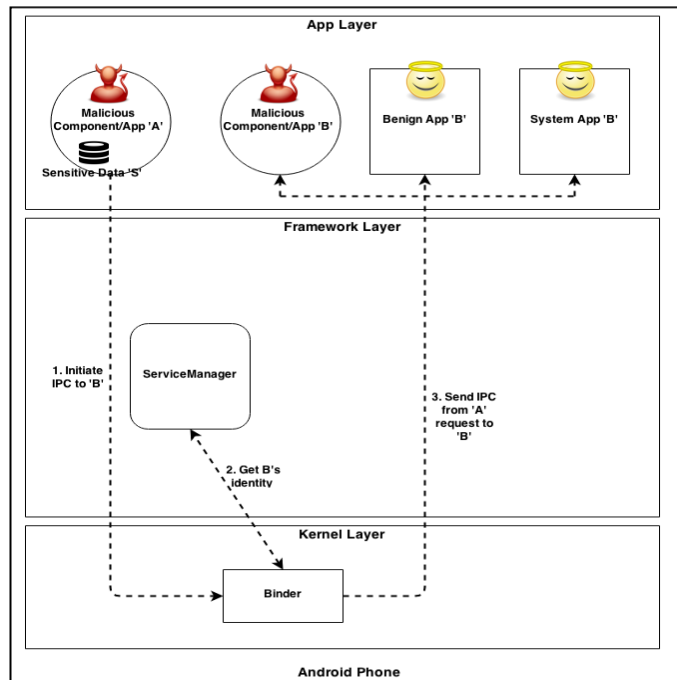 App Layer
Malicious
Component/App 'A'
Sensitive Data 'S'
Malicious
Component/App 'B'
Benign App 'B'
System App 'B'
Framework Layer
1. Initiate
IPC to 'B'
ServiceManager
2. Get B's
identity
3. Send IPC
from 'A'
request to
'B'
Kernel Layer
Binder
Android Phone